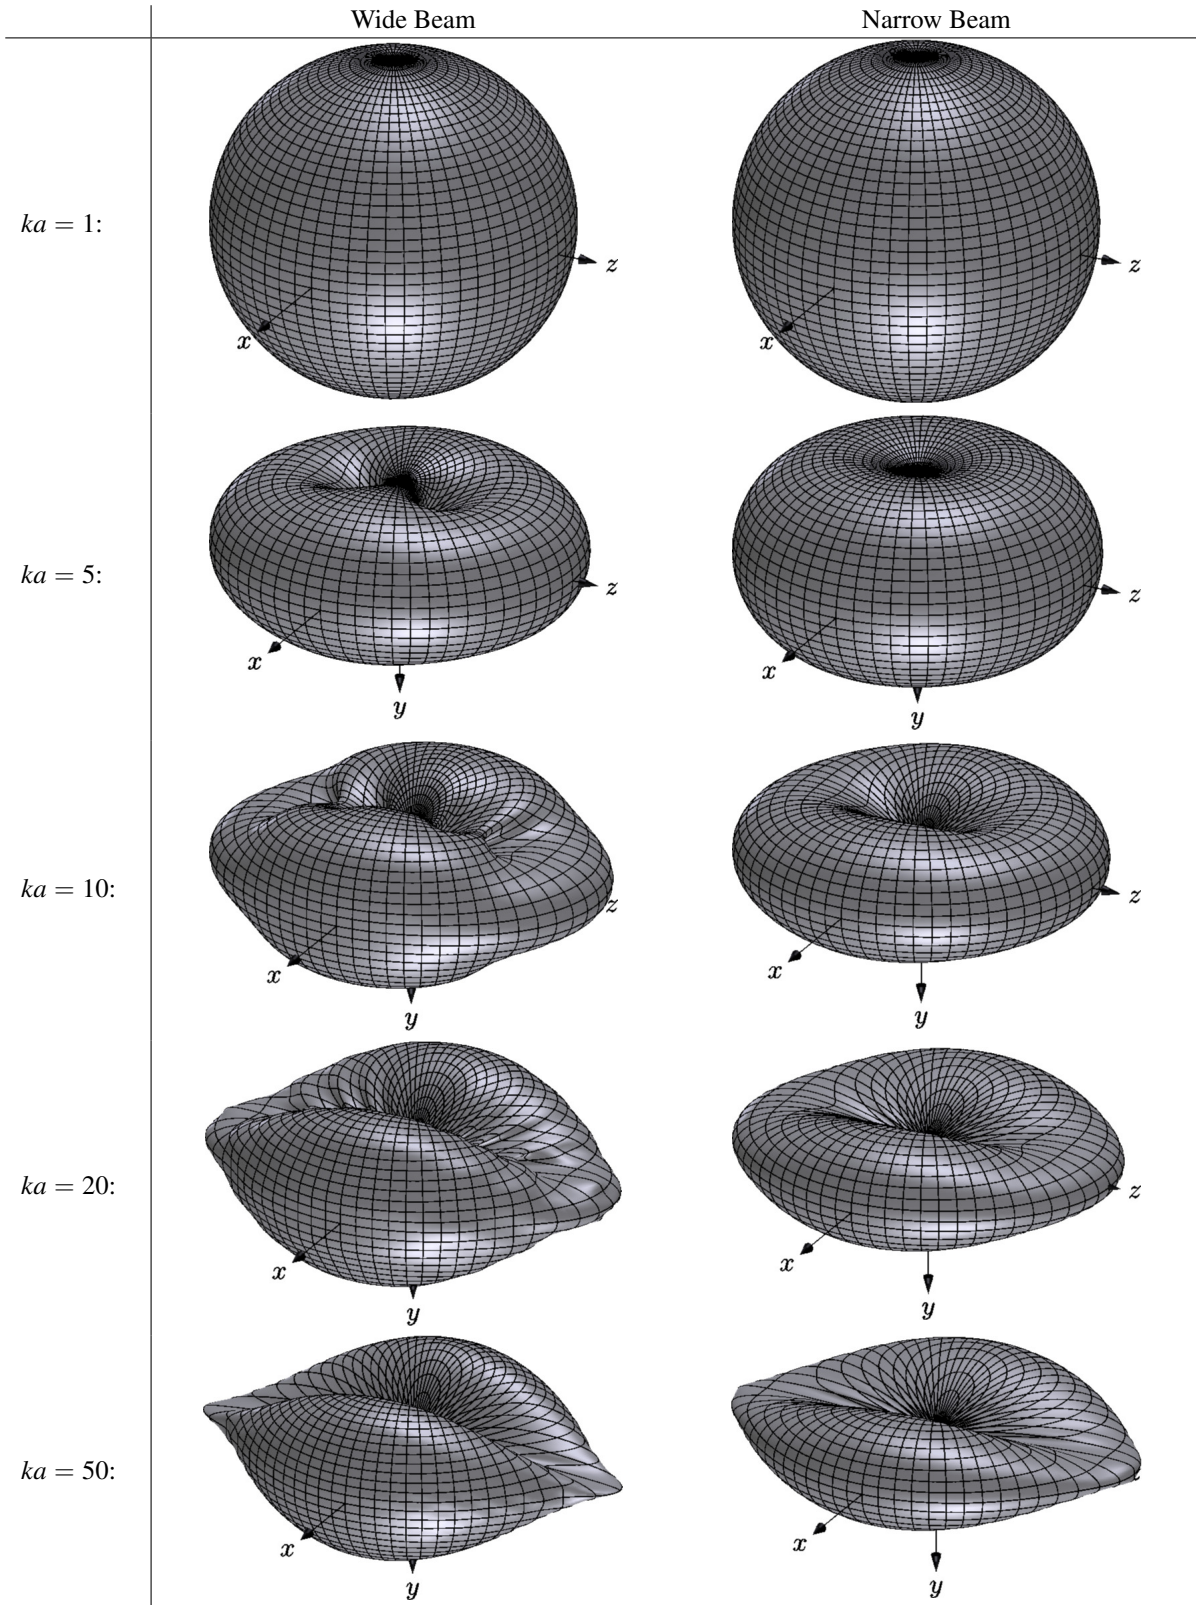 Wide Beam Narrow Beam
ka = 1:
z
x
z
x
ka = 5:
z
x
y
z
x
y
ka = 10:
z
x
y
z
x
y
ka = 20:
x
y
z
x
y
ka = 50:
x
y
x
y